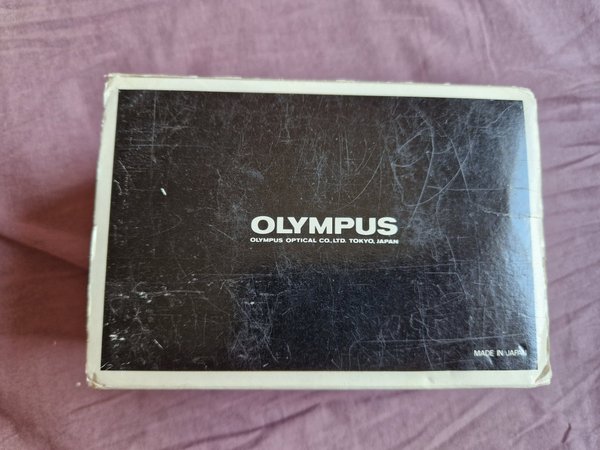 OLYMPUS
OLYMPUS OPTICAL CO.,LTD. TOKYO, JAPAN
MADE IN JAPAN